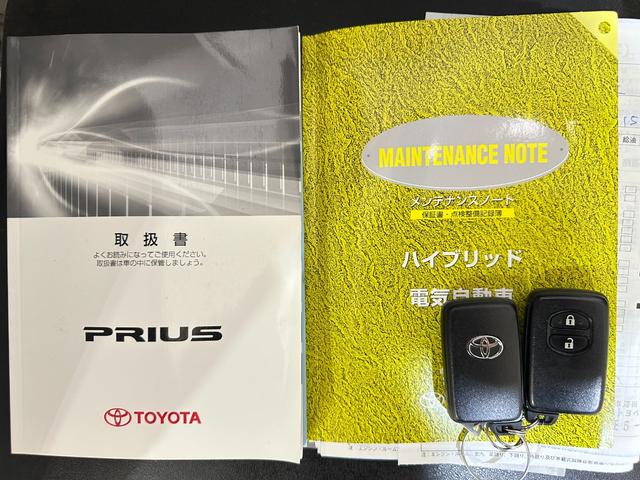 取扱書
よくお読みになってご使用ください。
取扱書は車の中に保管しましょう。
PRIUS
TOYOTA
MAINTENANCE NOTE
メンテナンスノート
保証書・点検整備記録簿
ハイブリッド
電気自動車
15
給油